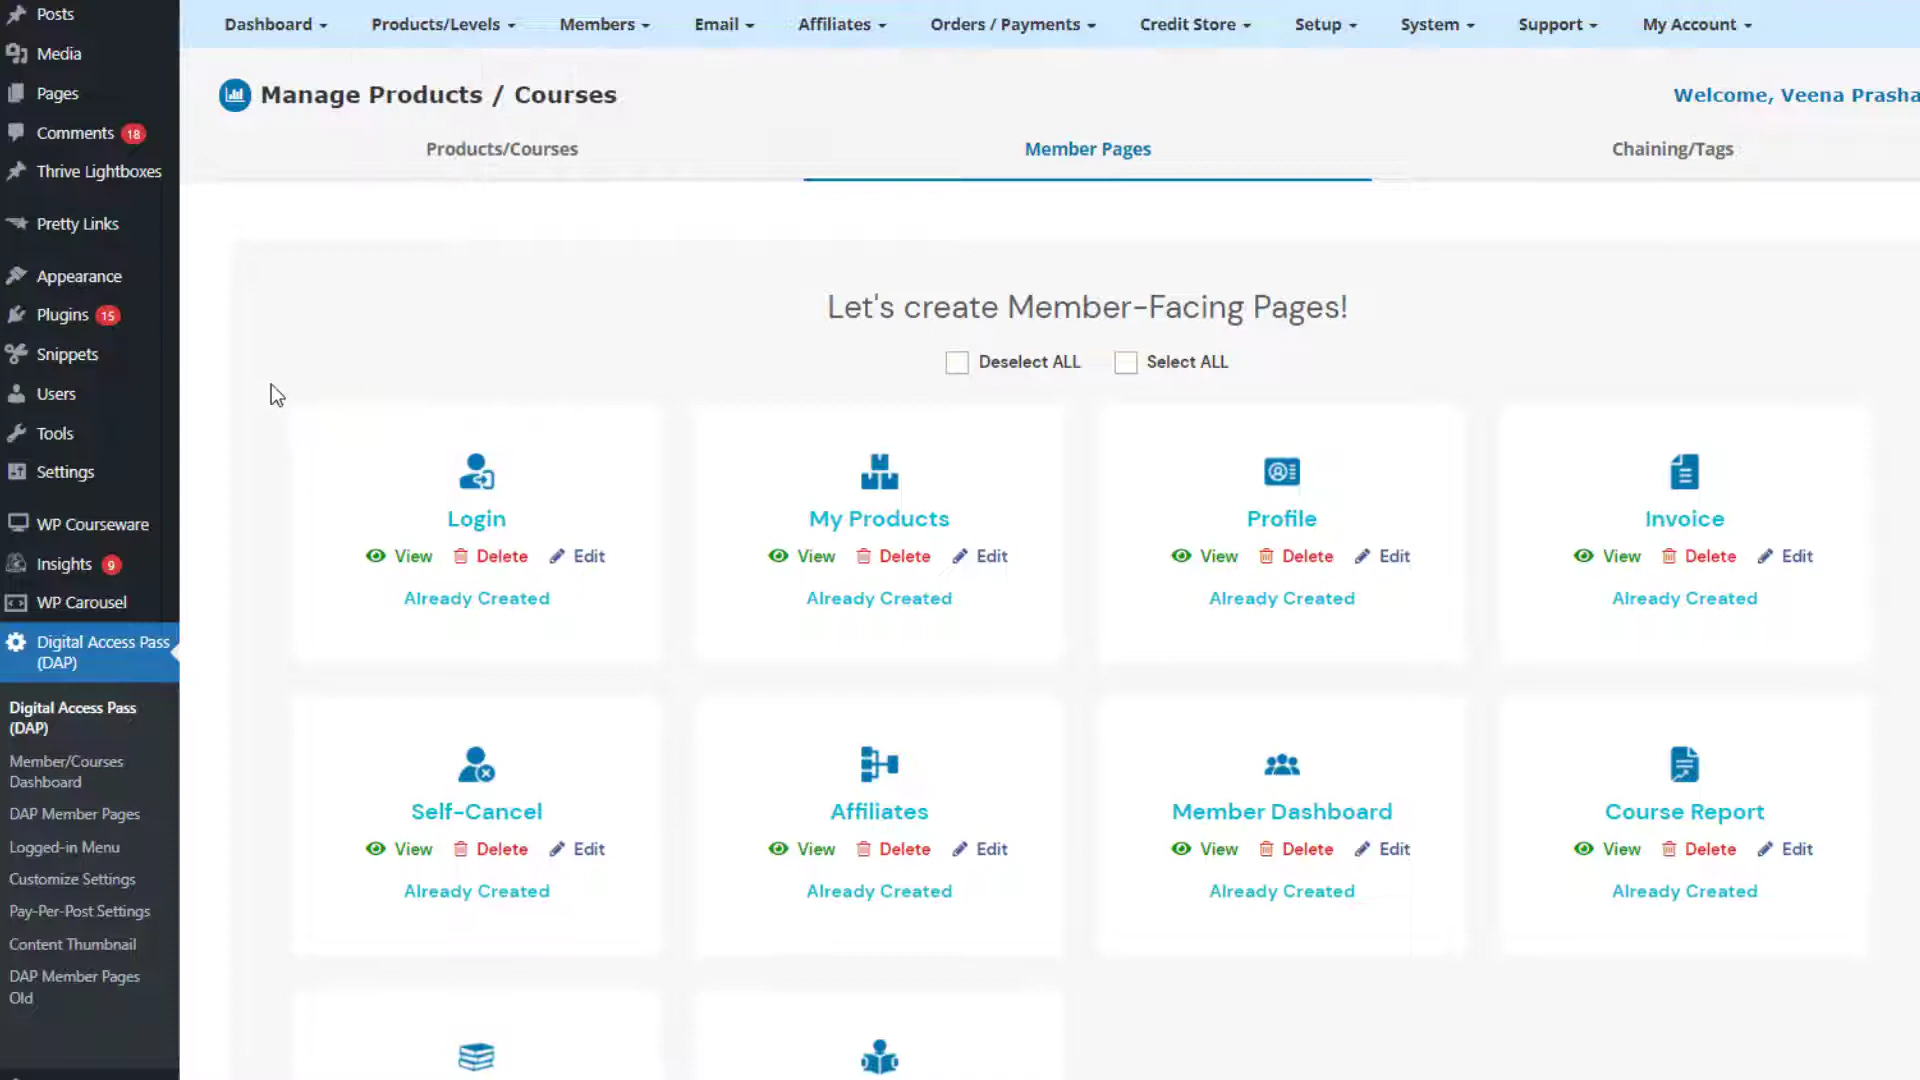 Posts
Media
Pages
Comments 18
Thrive Lightboxes
Pretty Links
Appearance
Plugins 15
Snippets
Users
Tools
Settings
WP Courseware
Insights 9
WP Carousel
Digital Access Pass
(DAP)
Digital Access Pass
(DAP)
Member/Courses
Dashboard
DAP Member Pages
Logged-in Menu
Customize Settings
Pay-Per-Post Settings
Content Thumbnail
DAP Member Pages
Old
Dashboard Products/Levels Members Email Affiliates Orders / Payments Credit Store Setup System Support My Account
Manage Products / Courses
Welcome, Veena Prasha
Products/Courses Member Pages Chaining/Tags
Let's create Member-Facing Pages!
Deselect ALL Select ALL
Login My Products Profile Invoice
View Delete Edit View Delete Edit View Delete Edit View Delete Edit
Already Created Already Created Already Created Already Created
Self-Cancel Affiliates Member Dashboard Course Report
View Delete Edit View Delete Edit View Delete Edit View Delete Edit
Already Created Already Created Already Created Already Created